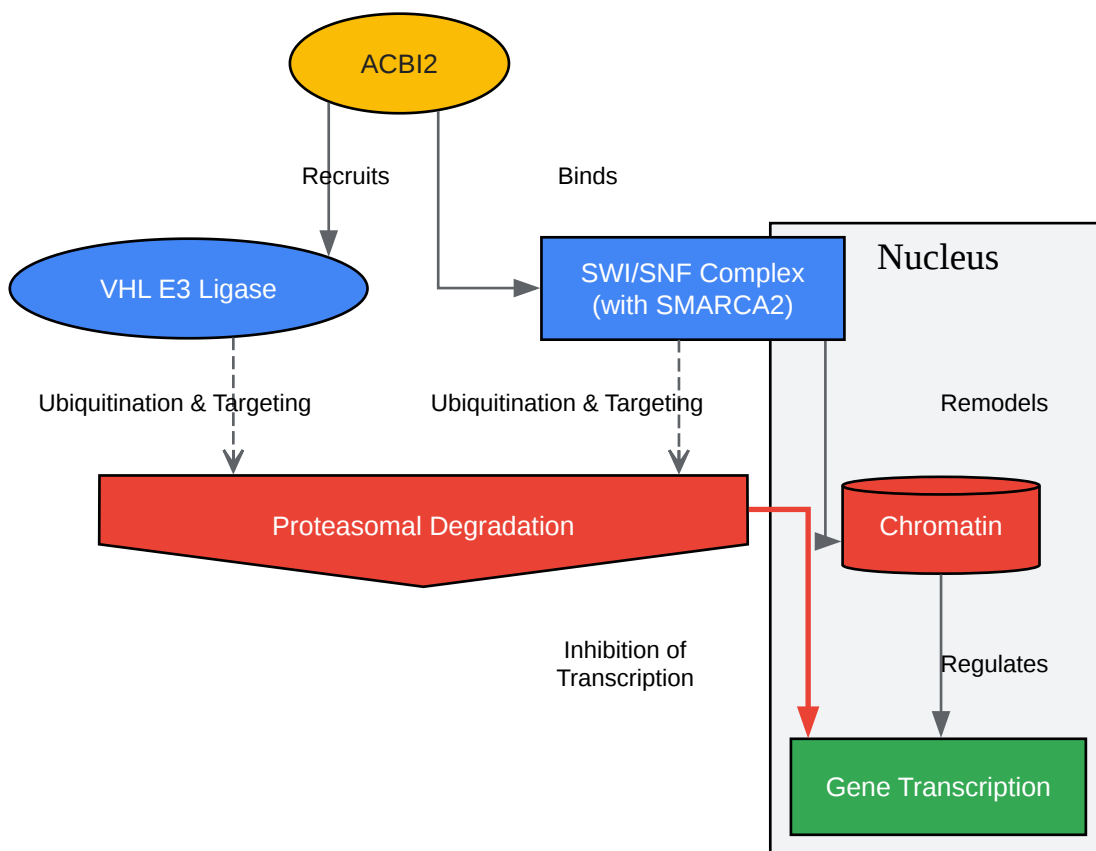 ACBI2
Recruits
Binds
Nucleus
VHL E3 Ligase
SWI/SNF Complex
(with SMARCA2)
Ubiquitination & Targeting
Ubiquitination & Targeting
Remodels
Proteasomal Degradation
Chromatin
Inhibition of
Transcription
Regulates
Gene Transcription